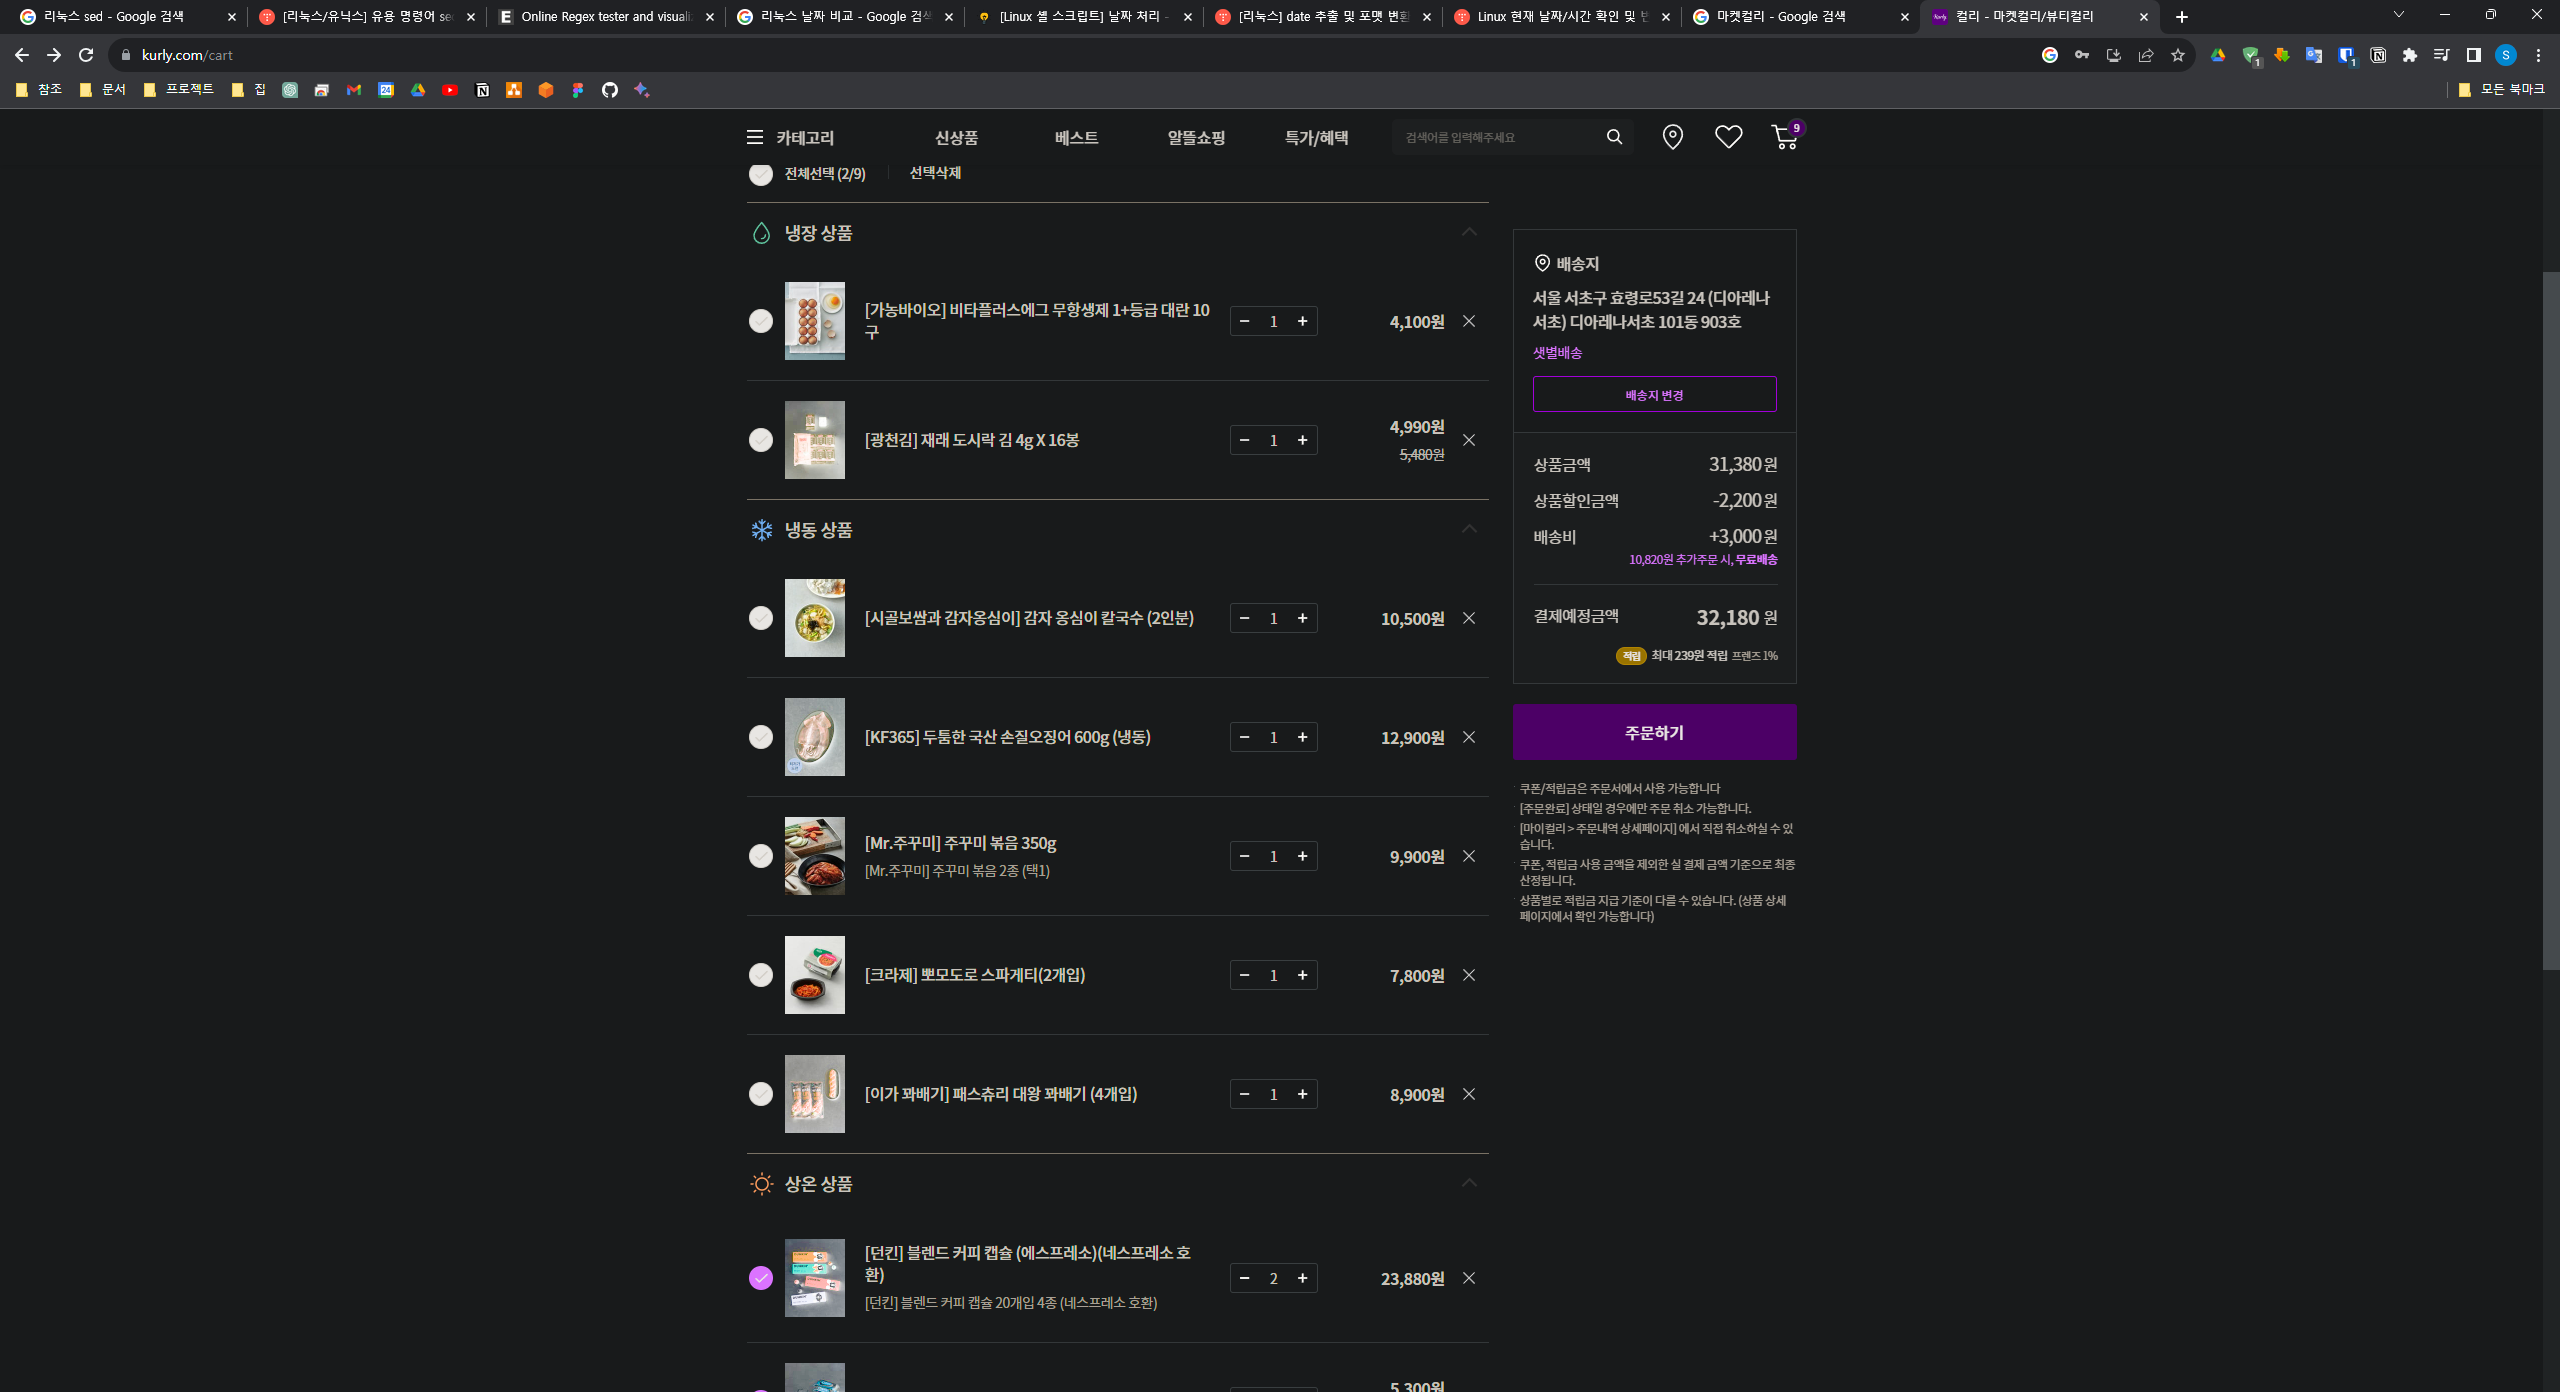 리눅스 sed - Google 검색
[리눅스/유닉스] 유용 명령어 sed
Online Regex tester and visuali
리눅스 날짜 비교 - Google 검색
[Linux 셸 스크립트] 날짜 처리 -
[리눅스] date 추출 및 포맷 변환
Linux 현재 날짜/시간 확인 및 변
마켓컬리 - Google 검색
컬리 - 마켓컬리/뷰티컬리
kurly.com/cart
참조
문서
프로젝트
집
모든 북마크
카테고리
신상품
베스트
알뜰쇼핑
특가/혜택
검색어를 입력해주세요
9
전체선택 (2/9)
선택삭제
냉장 상품
[가농바이오] 비타플러스에그 무항생제 1+등급 대란 10
구
1
4,100원
[광천김] 재래 도시락 김 4g X 16봉
1
4,990원
5,480원
냉동 상품
[시골보쌈과 감자옹심이] 감자 옹심이 칼국수 (2인분)
1
10,500원
[KF365] 두툼한 국산 손질오징어 600g (냉동)
1
12,900원
[Mr.주꾸미] 주꾸미 볶음 350g
[Mr.주꾸미] 주꾸미 볶음 2종 (택1)
1
9,900원
[크라제] 뽀모도로 스파게티(2개입)
1
7,800원
[이가 꽈배기] 패스츄리 대왕 꽈배기 (4개입)
1
8,900원
상온 상품
[던킨] 블렌드 커피 캡슐 (에스프레소)(네스프레소 호
환)
[던킨] 블렌드 커피 캡슐 20개입 4종 (네스프레소 호환)
2
23,880원
5,300원
배송지
서울 서초구 효령로53길 24 (디아레나
서초) 디아레나서초 101동 903호
샛별배송
배송지 변경
상품금액 31,380 원
상품할인금액 -2,200 원
배송비 +3,000 원
10,820원 추가주문 시, 무료배송
결제예정금액 32,180 원
적립 최대 239원 적립 프렌즈 1%
주문하기
쿠폰/적립금은 주문서에서 사용 가능합니다
[주문완료] 상태일 경우에만 주문 취소 가능합니다.
[마이컬리 > 주문내역 상세페이지] 에서 직접 취소하실 수 있
습니다.
쿠폰, 적립금 사용 금액을 제외한 실 결제 금액 기준으로 최종
산정됩니다.
상품별로 적립금 지급 기준이 다를 수 있습니다. (상품 상세
페이지에서 확인 가능합니다)